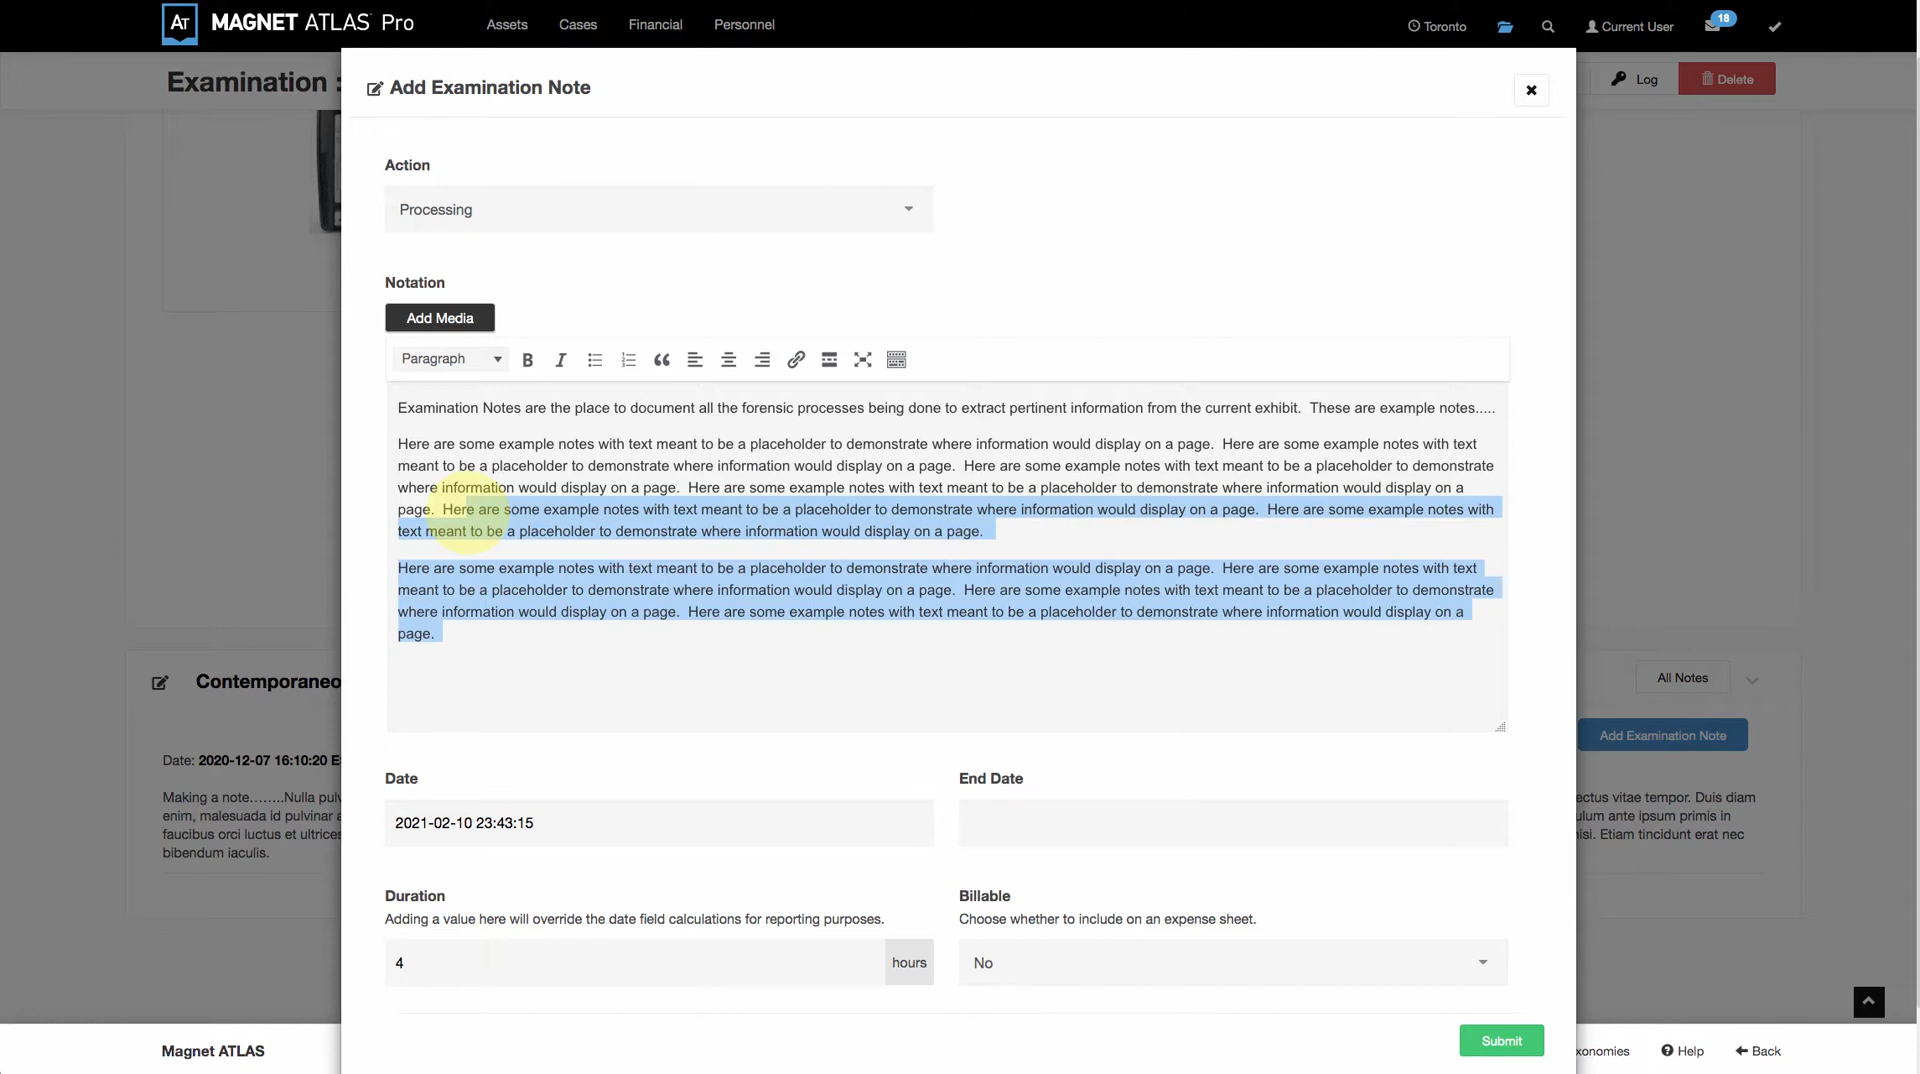 AT MAGNET ATLAS Pro Assets Cases Financial Personnel Toronto Current User 18
Examination :
Log Delete
Add Examination Note
Action
Processing
Notation
Add Media
Paragraph B I
Examination Notes are the place to document all the forensic processes being done to extract pertinent information from the current exhibit. These are example notes.....
Here are some example notes with text meant to be a placeholder to demonstrate where information would display on a page. Here are some example notes with text
meant to be a placeholder to demonstrate where information would display on a page. Here are some example notes with text meant to be a placeholder to demonstrate
where information would display on a page. Here are some example notes with text meant to be a placeholder to demonstrate where information would display on a
page. Here are some example notes with text meant to be a placeholder to demonstrate where information would display on a page. Here are some example notes with
text meant to be a placeholder to demonstrate where information would display on a page.
Here are some example notes with text meant to be a placeholder to demonstrate where information would display on a page. Here are some example notes with text
meant to be a placeholder to demonstrate where information would display on a page. Here are some example notes with text meant to be a placeholder to demonstrate
where information would display on a page. Here are some example notes with text meant to be a placeholder to demonstrate where information would display on a
page.
Contemporaneo
All Notes
Add Examination Note
Date: 2020-12-07 16:10:20 E
Making a note........Nulla pulv
enim, malesuada id pulvinar a
faucibus orci luctus et ultrices
bibendum iaculis.
ectus vitae tempor. Duis diam
ulum ante ipsum primis in
nisi. Etiam tincidunt erat nec
Date
2021-02-10 23:43:15
End Date
Duration
Adding a value here will override the date field calculations for reporting purposes.
4 hours
Billable
Choose whether to include on an expense sheet.
No
Submit
Magnet ATLAS
xonomies Help Back